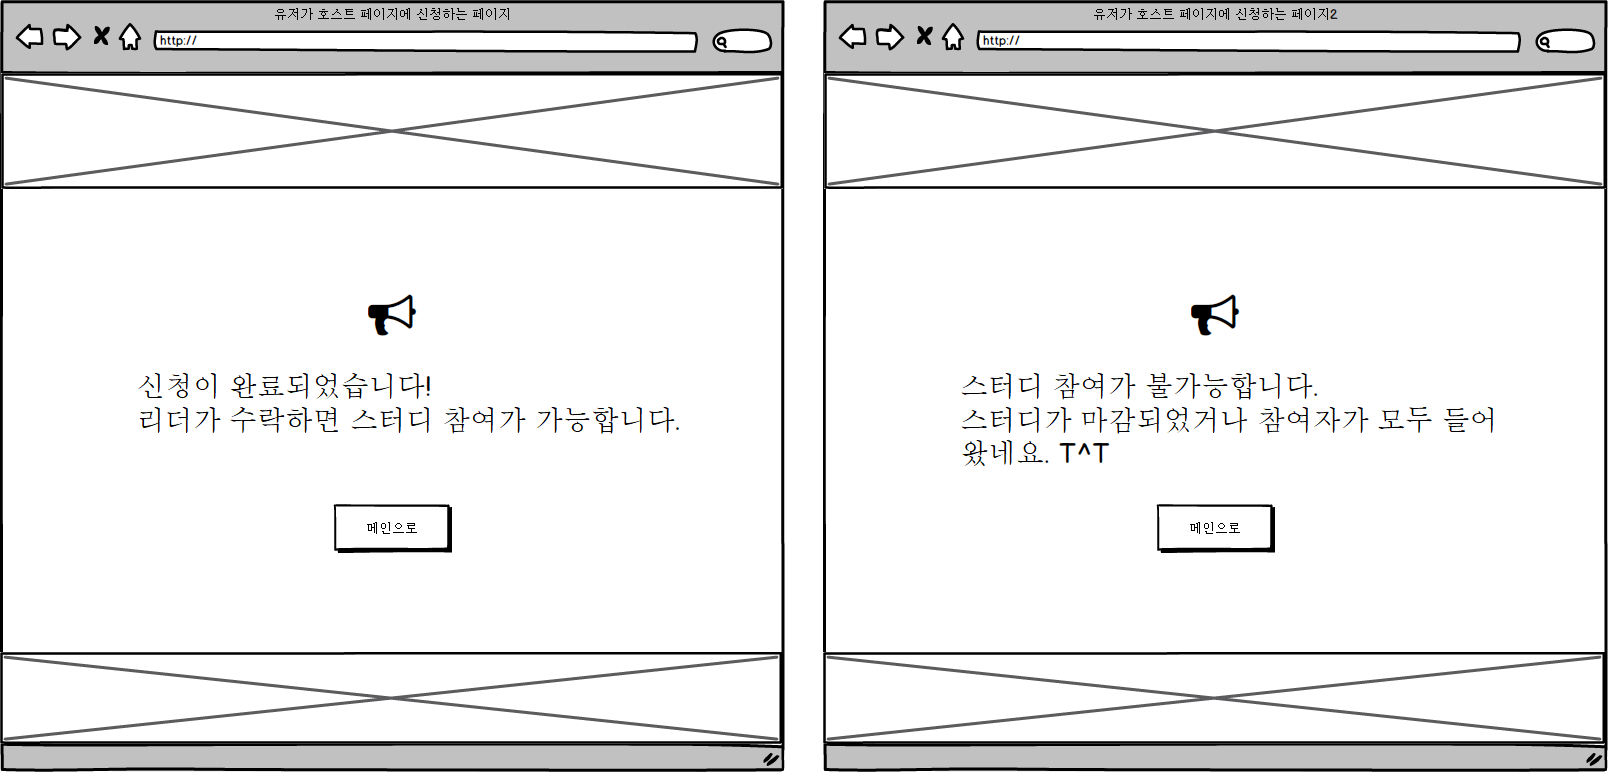 유저가 호스트 페이지에 신청하는 페이지
http://
신청이 완료되었습니다!
리더가 수락하면 스터디 참여가 가능합니다.
메인으로
유저가 호스트 페이지에 신청하는 페이지2
http://
스터디 참여가 불가능합니다.
스터디가 마감되었거나 참여자가 모두 들어
왔네요. T^T
메인으로